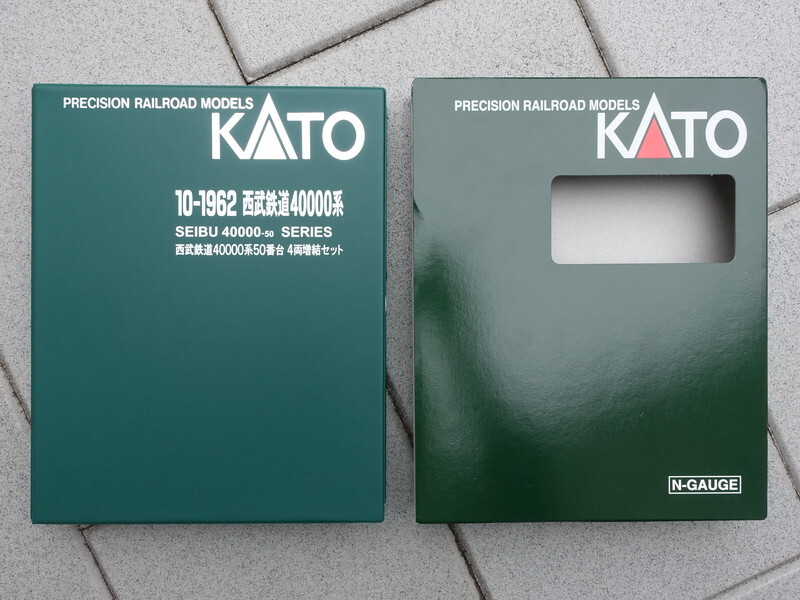 PRECISION RAILROAD MODELS
KATO
10-1962 西武鉄道40000系
SEIBU 40000-50 SERIES
西武鉄道40000系50番台 4両増結セット
PRECISION RAILROAD MODELS
KATO
N-GAUGE